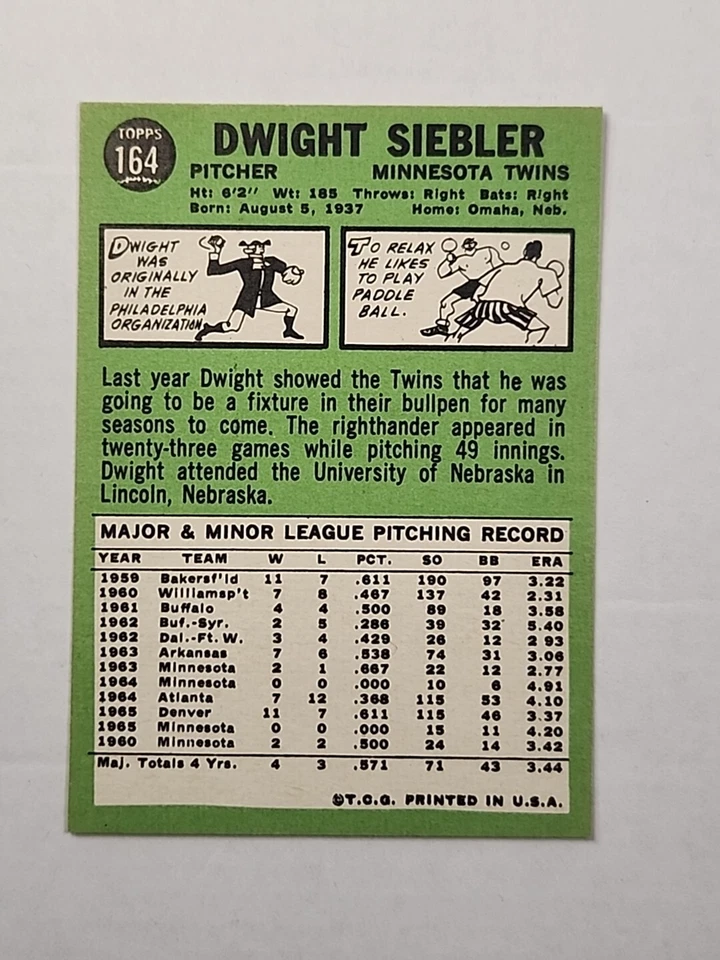 TOPPS
164
DWIGHT SIEBLER
PITCHER MINNESOTA TWINS
Ht: 6'2" Wt: 185 Throws: Right Bats: Right
Born: August 5, 1937 Home: Omaha, Neb.
DWIGHT
WAS
ORIGINALLY
IN THE
PHILADELPHIA
ORGANIZATION
TO RELAX
HE LIKES
TO PLAY
PADDLE
BALL.
Last year Dwight showed the Twins that he was
going to be a fixture in their bullpen for many
seasons to come. The righthander appeared in
twenty-three games while pitching 49 innings.
Dwight attended the University of Nebraska in
Lincoln, Nebraska.
MAJOR & MINOR LEAGUE PITCHING RECORD
YEAR TEAM W L PCT. SO BB ERA
1959 Bakersf'ld 11 7 .611 190 97 3.22
1960 Williamsp't 7 8 .467 137 42 2.31
1961 Buffalo 4 4 .500 89 18 3.58
1962 Buf.-Syr. 2 5 .286 39 32 5.40
1962 Dal.-Ft. W. 3 4 .429 26 12 2 93
1963 Arkansas 7 6 .538 74 31 3.06
1963 Minnesota 2 1 .667 22 12 2.77
1964 Minnesota 0 0 .000 10 6 4.91
1964 Atlanta 7 12 .368 115 53 4.10
1965 Denver 11 7 .611 115 46 3.37
1965 Minnesota 0 0 .000 15 11 4.20
1960 Minnesota 2 2 .500 24 14 3.42
Maj. Totals 4 Yrs. 4 3 .571 71 43 3.44
©T.C.G. PRINTED IN U.S.A.